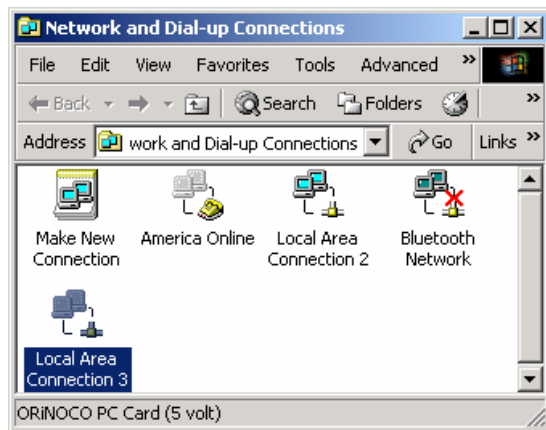 Network and Dial-up Connections
File Edit View Favorites Tools Advanced »
Back Search Folders »
Address work and Dial-up Connections Go Links »
Make New Connection
America Online
Local Area Connection 2
Bluetooth Network
Local Area Connection 3
ORiNOCO PC Card (5 volt)